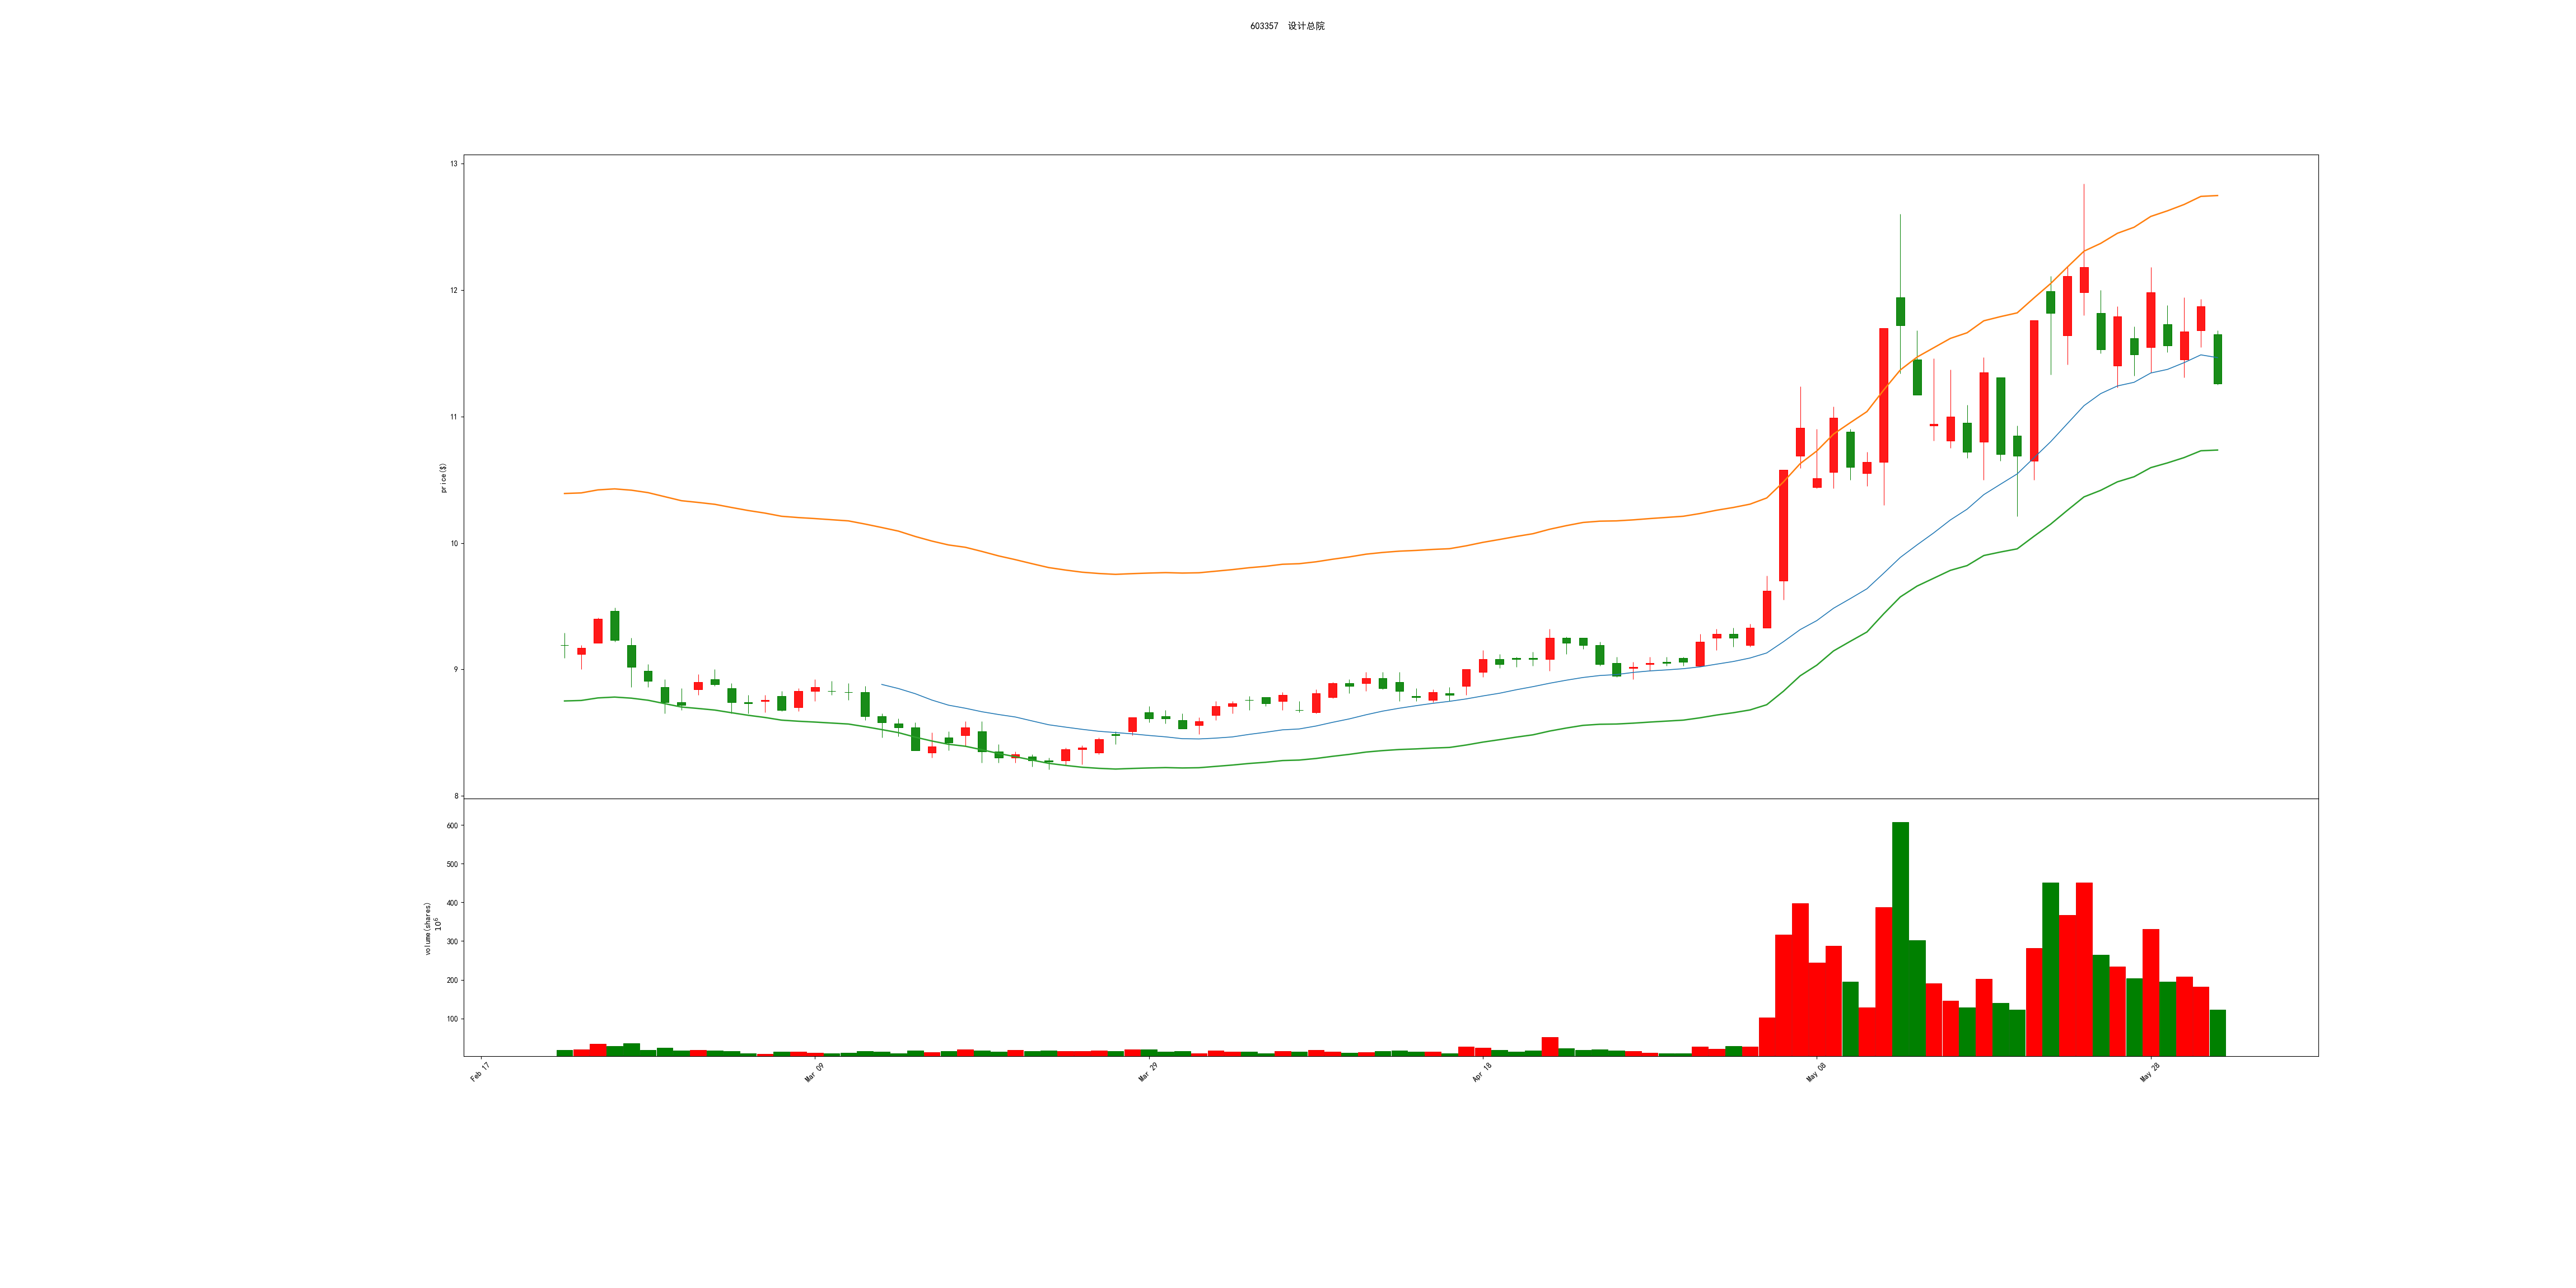 603357  设计总院
13
12
11
10
9
8
price($)
600
500
400
300
200
100
volume(shares)
10^6
Feb 17
Mar 09
Mar 29
Apr 18
May 08
May 28